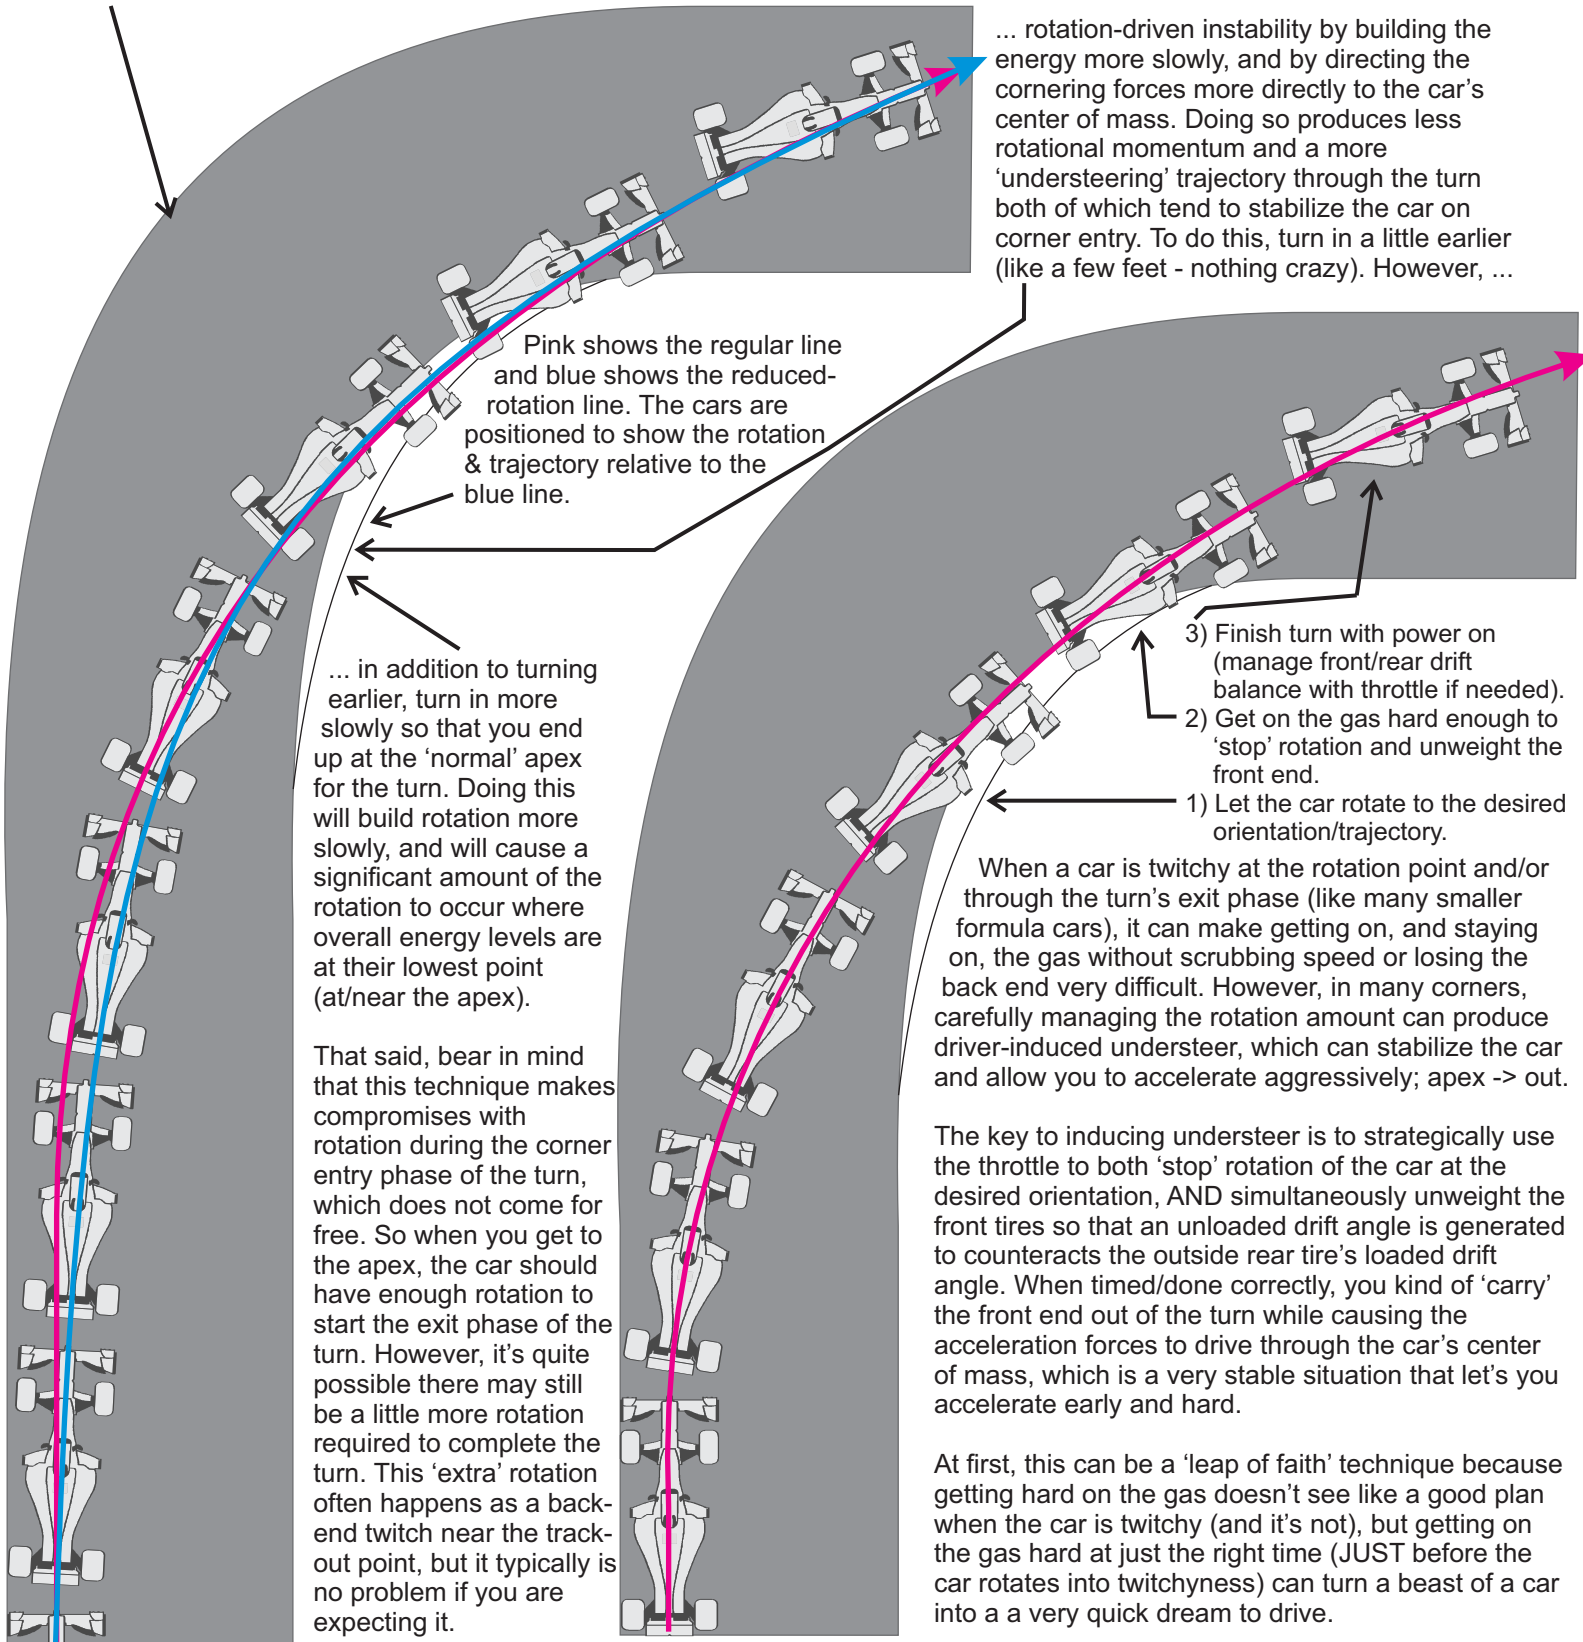 ... rotation-driven instability by building the
energy more slowly, and by directing the
cornering forces more directly to the car's
center of mass. Doing so produces less
rotational momentum and a more
'understeering' trajectory through the turn
both of which tend to stabilize the car on
corner entry. To do this, turn in a little earlier
(like a few feet - nothing crazy). However, ...
Pink shows the regular line
and blue shows the reduced-
rotation line. The cars are
positioned to show the rotation
& trajectory relative to the
blue line.
... in addition to turning
earlier, turn in more
slowly so that you end
up at the 'normal' apex
for the turn. Doing this
will build rotation more
slowly, and will cause a
significant amount of the
rotation to occur where
overall energy levels are
at their lowest point
(at/near the apex).
That said, bear in mind
that this technique makes
compromises with
rotation during the corner
entry phase of the turn,
which does not come for
free. So when you get to
the apex, the car should
have enough rotation to
start the exit phase of the
turn. However, it's quite
possible there may still
be a little more rotation
required to complete the
turn. This 'extra' rotation
often happens as a back-
end twitch near the track-
out point, but it typically is
no problem if you are
expecting it.
3) Finish turn with power on
(manage front/rear drift
balance with throttle if needed).
2) Get on the gas hard enough to
'stop' rotation and unweight the
front end.
1) Let the car rotate to the desired
orientation/trajectory.
When a car is twitchy at the rotation point and/or
through the turn's exit phase (like many smaller
formula cars), it can make getting on, and staying
on, the gas without scrubbing speed or losing the
back end very difficult. However, in many corners,
carefully managing the rotation amount can produce
driver-induced understeer, which can stabilize the car
and allow you to accelerate aggressively; apex -> out.
The key to inducing understeer is to strategically use
the throttle to both 'stop' rotation of the car at the
desired orientation, AND simultaneously unweight the
front tires so that an unloaded drift angle is generated
to counteracts the outside rear tire's loaded drift
angle. When timed/done correctly, you kind of 'carry'
the front end out of the turn while causing the
acceleration forces to drive through the car's center
of mass, which is a very stable situation that let's you
accelerate early and hard.
At first, this can be a 'leap of faith' technique because
getting hard on the gas doesn't see like a good plan
when the car is twitchy (and it's not), but getting on
the gas hard at just the right time (JUST before the
car rotates into twitchyness) can turn a beast of a car
into a a very quick dream to drive.